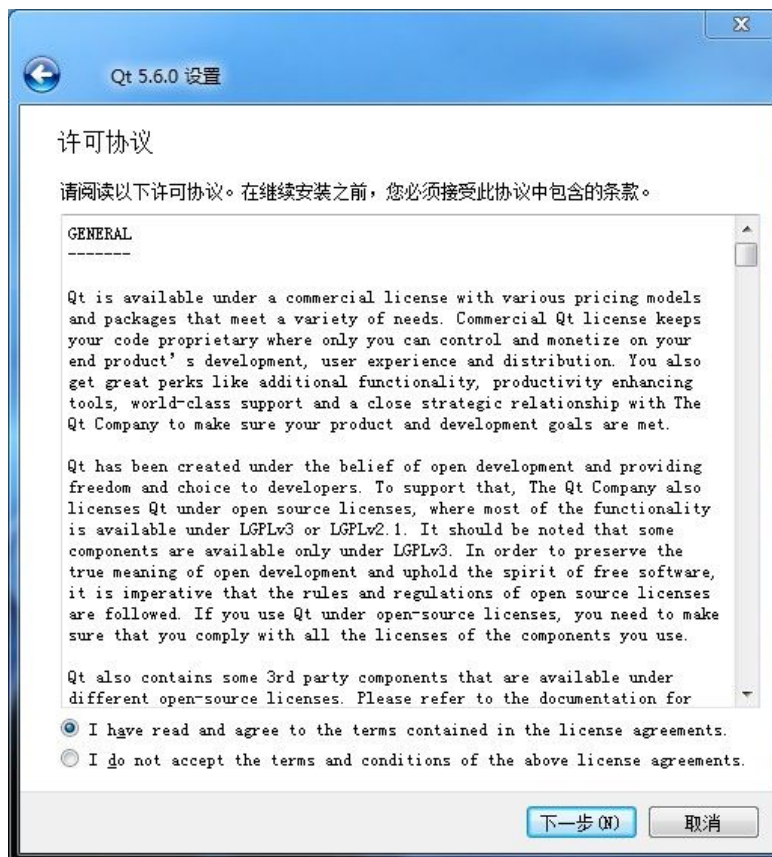 Qt 5.6.0 设置
许可协议
请阅读以下许可协议。在继续安装之前，您必须接受此协议中包含的条款。
GENERAL
-------
Qt is available under a commercial license with various pricing models
and packages that meet a variety of needs. Commercial Qt license keeps
your code proprietary where only you can control and monetize on your
end product’s development, user experience and distribution. You also
get great perks like additional functionality, productivity enhancing
tools, world-class support and a close strategic relationship with The
Qt Company to make sure your product and development goals are met.
Qt has been created under the belief of open development and providing
freedom and choice to developers. To support that, The Qt Company also
licenses Qt under open source licenses, where most of the functionality
is available under LGPLv3 or LGPLv2.1. It should be noted that some
components are available only under LGPLv3. In order to preserve the
true meaning of open development and uphold the spirit of free software,
it is imperative that the rules and regulations of open source licenses
are followed. If you use Qt under open-source licenses, you need to make
sure that you comply with all the licenses of the components you use.
Qt also contains some 3rd party components that are available under
different open-source licenses. Please refer to the documentation for
I have read and agree to the terms contained in the license agreements.
I do not accept the terms and conditions of the above license agreements.
下一步(N)
取消